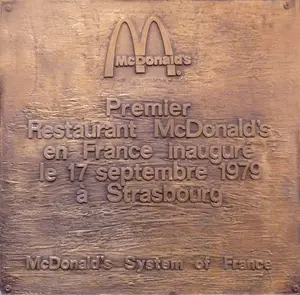 McDonald's®
Premier
Restaurant McDonald's
en France inauguré
le 17 septembre 1979
à Strasbourg
McDonald's System of France